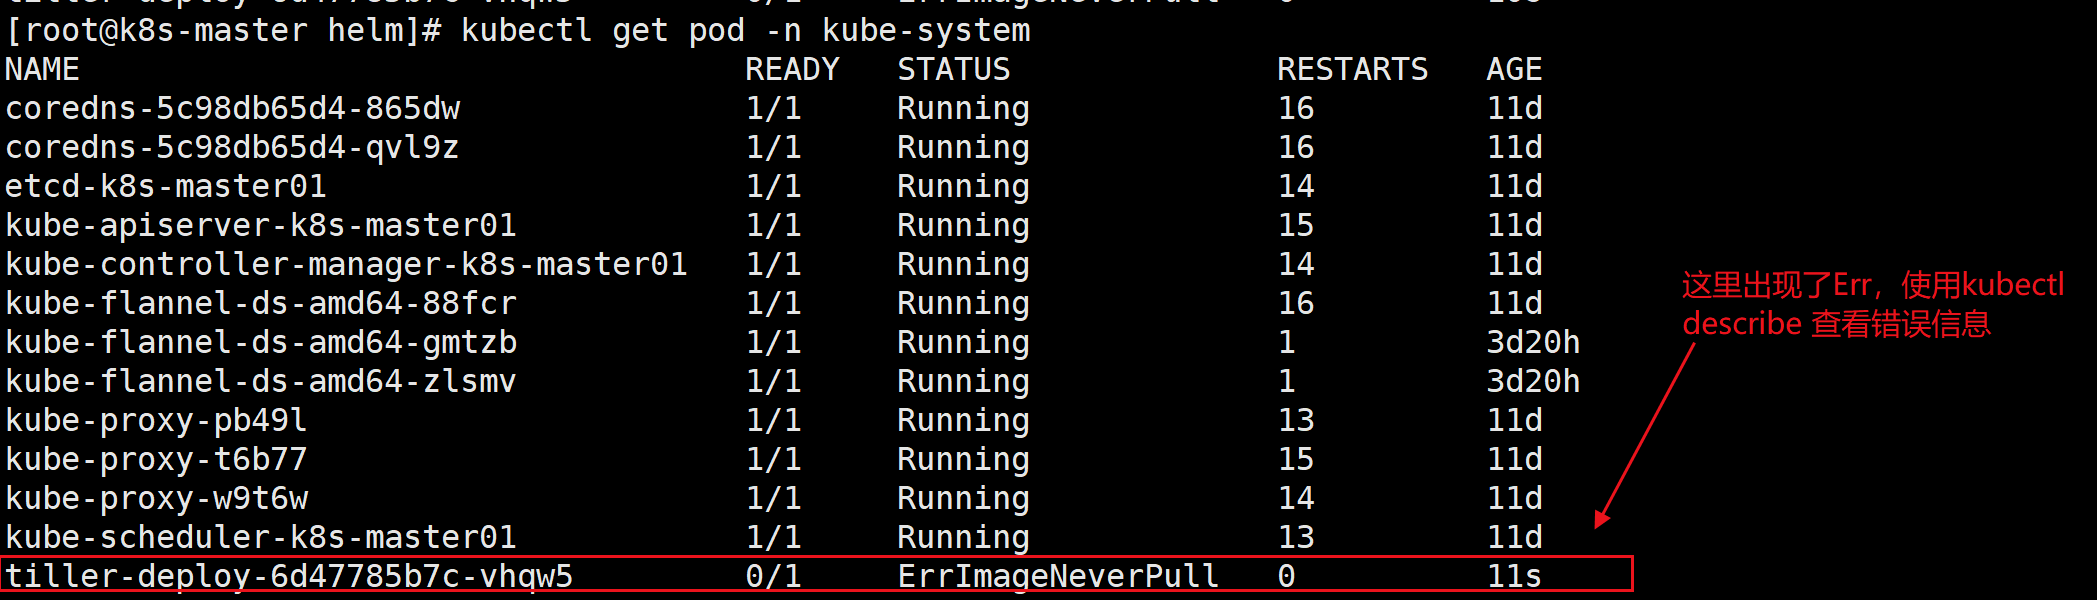 tiller-deploy-6d47785b7c-vhqw5 0/1 ErrImageNeverPull 0
[root@k8s-master helm]# kubectl get pod -n kube-system
NAME READY STATUS RESTARTS AGE
coredns-5c98db65d4-865dw 1/1 Running 16 11d
coredns-5c98db65d4-qvl9z 1/1 Running 16 11d
etcd-k8s-master01 1/1 Running 14 11d
kube-apiserver-k8s-master01 1/1 Running 15 11d
kube-controller-manager-k8s-master01 1/1 Running 14 11d
kube-flannel-ds-amd64-88fcr 1/1 Running 16 11d
kube-flannel-ds-amd64-gmtzb 1/1 Running 1 3d20h
kube-flannel-ds-amd64-zlsmv 1/1 Running 1 3d20h
kube-proxy-pb49l 1/1 Running 13 11d
kube-proxy-t6b77 1/1 Running 15 11d
kube-proxy-w9t6w 1/1 Running 14 11d
kube-scheduler-k8s-master01 1/1 Running 13 11d
tiller-deploy-6d47785b7c-vhqw5 0/1 ErrImageNeverPull 0 11s
这里出现了Err，使用kubectl
describe 查看错误信息